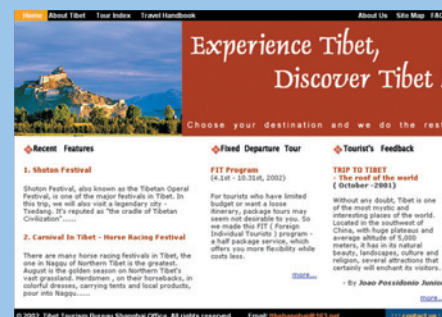 Home About Tibet Tour Index Travel Handbook About Us Site Map FAQ
Experience Tibet,
Discover Tibet
Choose your destination and we do the rest
Recent Features
1. Shoton Festival
Shoton Festival, also known as the Tibetan Operal
Festival, is one of the major festivals in Tibet. In
this trip, we will also visit a legendary city -
Tsedang. It's reputed as "the cradle of Tibetan
Civilization"......
2. Carnival In Tibet - Horse Racing Festival
There are many horse racing festivals in Tibet, the
one in Nagqu of Northern Tibet is the greatest.
August is the golden season on Northern Tibet's
vast grassland. Herdsmen , on their horsebacks, in
colorful dresses, carrying tents and local products,
pour into Nagqu......
Fixed Departure Tour
FIT Program
(4.1st - 10.31st, 2002)
For tourists who have limited
budget or want a loose
itinerary, package tours may
seem not desirable to you. So
we made this FIT ( Foreign
Individual Tourists ) program -
a half package service, which
offers you more flexibility while
costs less.
more...
Tourist's Feedback
TRIP TO TIBET
- The roof of the world
( October -2001)
Without any doubt, Tibet is one
of the most mystic and
interesting places of the world.
Located in the southwest of
China, with huge plateaus and
average altitude of 5,000
meters, it has in its natural
beauty, landscapes, culture and
religion, several attractions that
certainly will enchant its visitors.
- by Joao Possidonio Junior
more...
© 2002 Tibet Tourism Bureau Shanghai Office. All rights reserved. Email: contact us